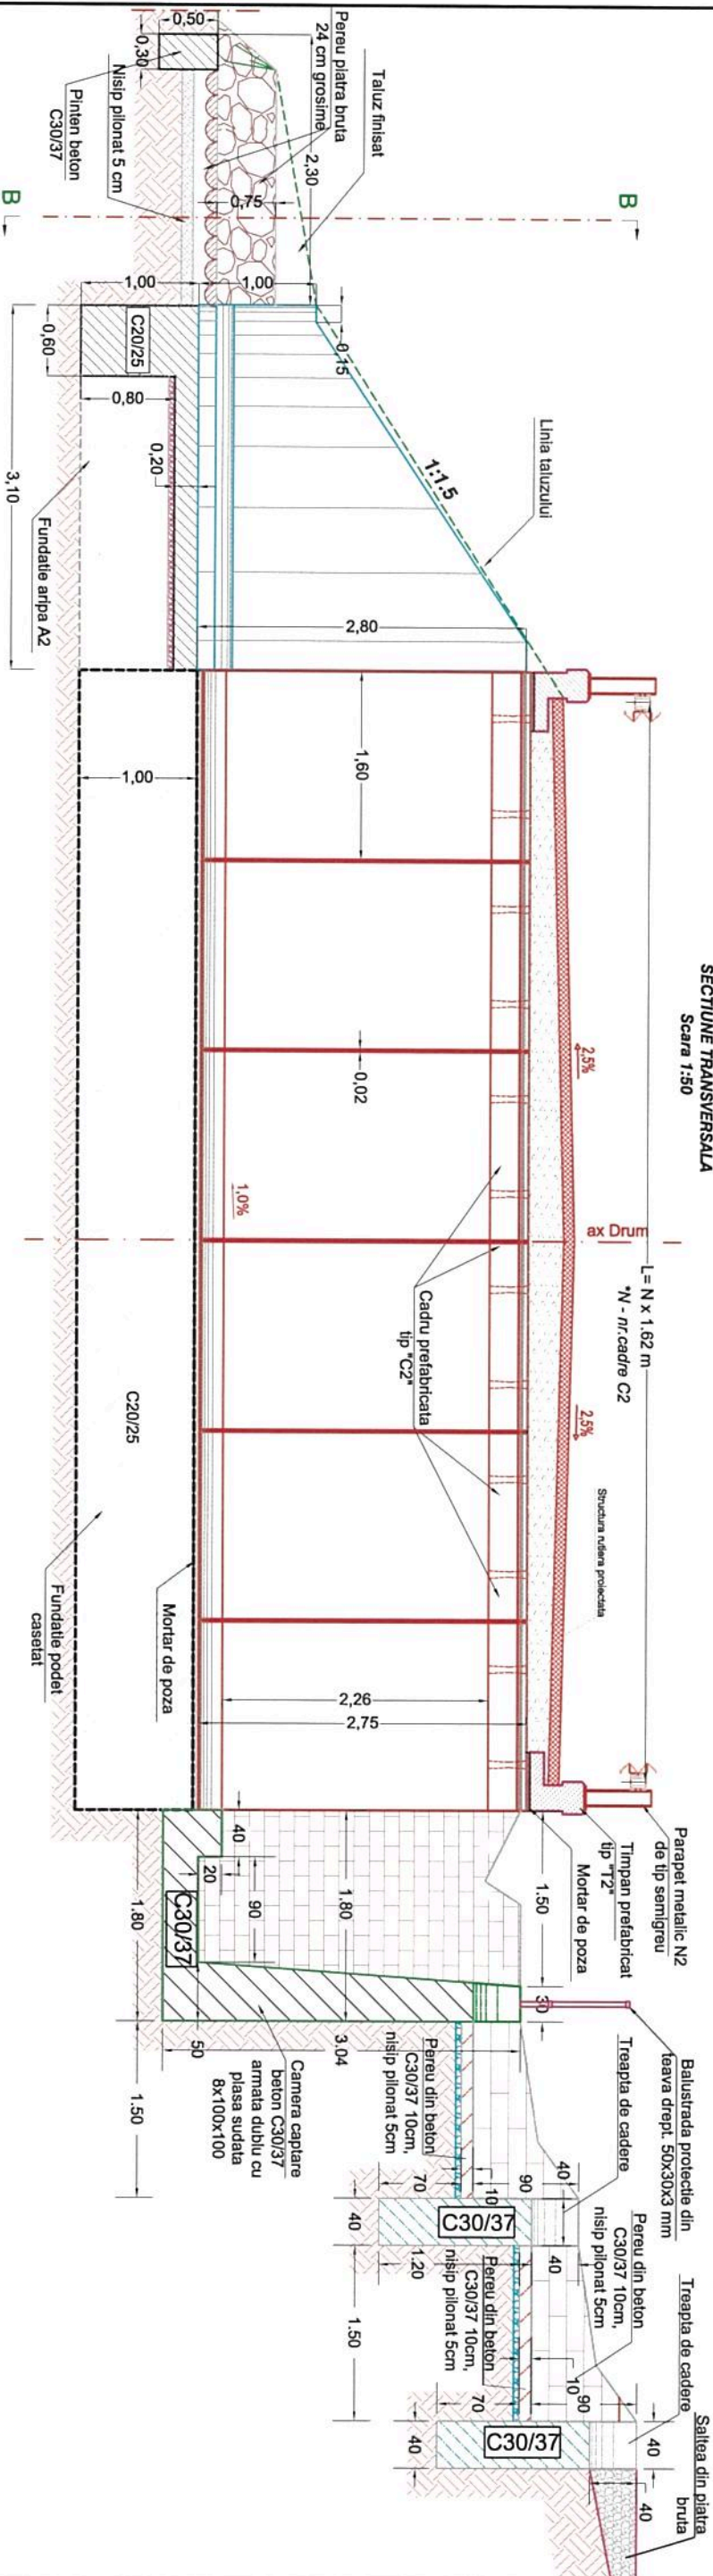 SECTIUNE TRANSVERSALA
Scara 1:50
L= N x 1.62 m
*N - nr.cadre C2
B
B
0,50
0,30
Pereu piatra bruta
24 cm grosime
Taluz finisat
2,30
Nisip pilonat 5 cm
Pinten beton
C30/37
0,75
1,00
1,00
0,15
C20/25
0,60
0,80
0,20
3,10
Fundatie aripa A2
Linia taluzului
1:1.5
2,80
1,00
1,60
0,02
2,5%
ax Drum
2,5%
1,0%
Cadru prefabricata
tip "C2"
Structura rutiera proiectata
C20/25
Fundatie podet
casetat
Mortar de poza
2,26
2,75
Parapet metalic N2
de tip semigreu
Timpan prefabricat
tip "T2"
Mortar de poza
1.50
30
40
20
90
1.80
1.80
C30/37
50
3.04
Camera captare
beton C30/37
armata dublu cu
plasa sudata
8x100x100
1.50
Balustrada protectie din
teava drept. 50x30x3 mm
Treapta de cadere
Pereu din beton
C30/37 10cm,
nisip pilonat 5cm
40
90
10
70
C30/37
40
40
1.20
1.50
Pereu din beton
C30/37 10cm,
nisip pilonat 5cm
Pereu din beton
C30/37 10cm,
nisip pilonat 5cm
Treapta de cadere
90
10
70
C30/37
40
40
40
Saltea din piatra
bruta